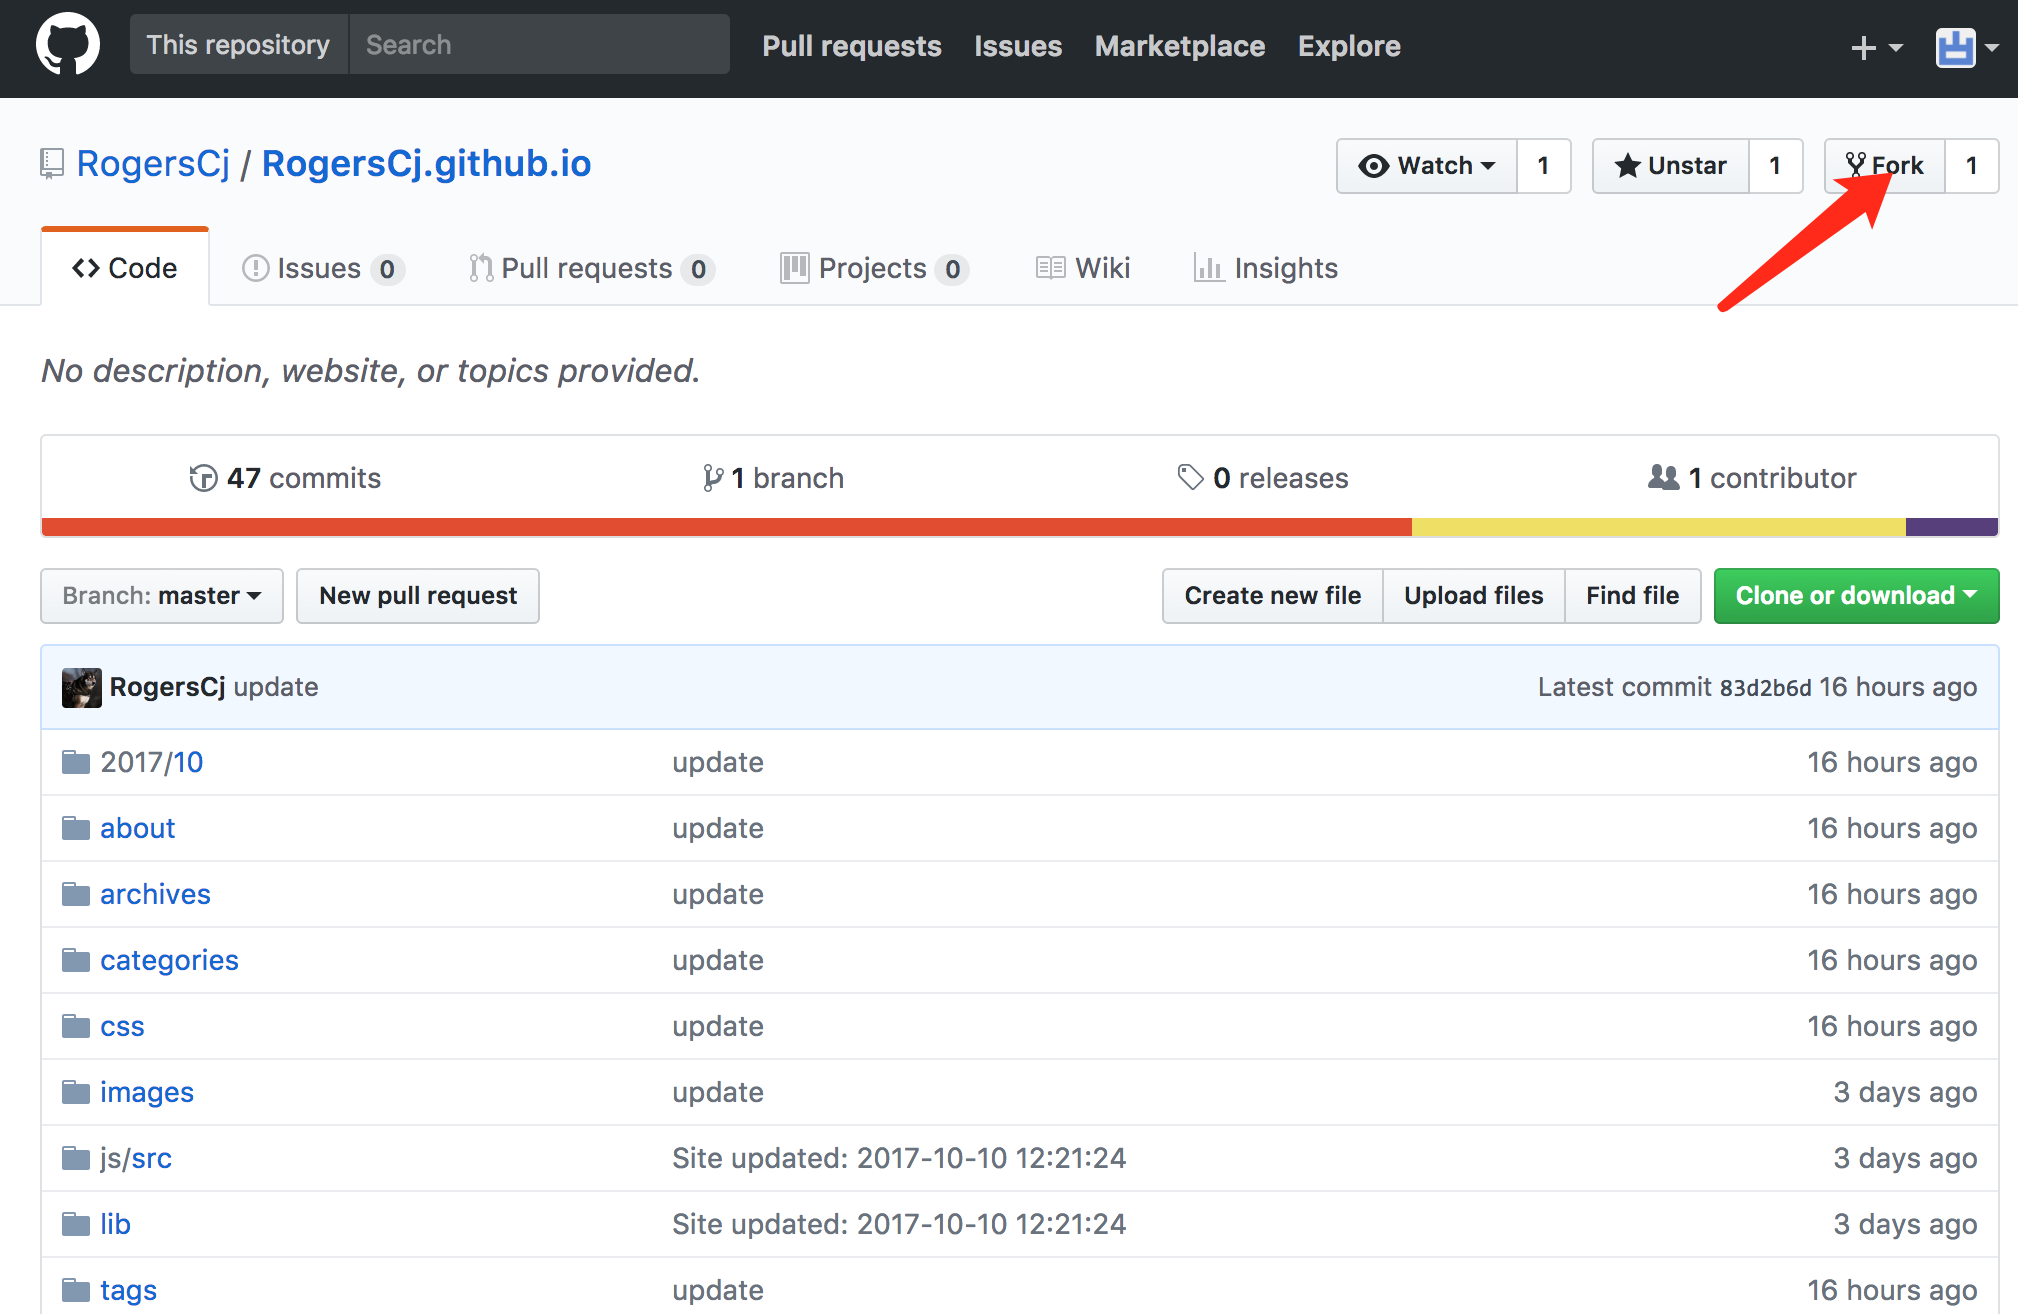 This repository Search Pull requests Issues Marketplace Explore
RogersCj / RogersCj.github.io Watch 1 Unstar 1 Fork 1
Code Issues 0 Pull requests 0 Projects 0 Wiki Insights
No description, website, or topics provided.
47 commits 1 branch 0 releases 1 contributor
Branch: master New pull request Create new file Upload files Find file Clone or download
RogersCj update Latest commit 83d2b6d 16 hours ago
2017/10 update 16 hours ago
about update 16 hours ago
archives update 16 hours ago
categories update 16 hours ago
css update 16 hours ago
images update 3 days ago
js/src Site updated: 2017-10-10 12:21:24 3 days ago
lib Site updated: 2017-10-10 12:21:24 3 days ago
tags update 16 hours ago